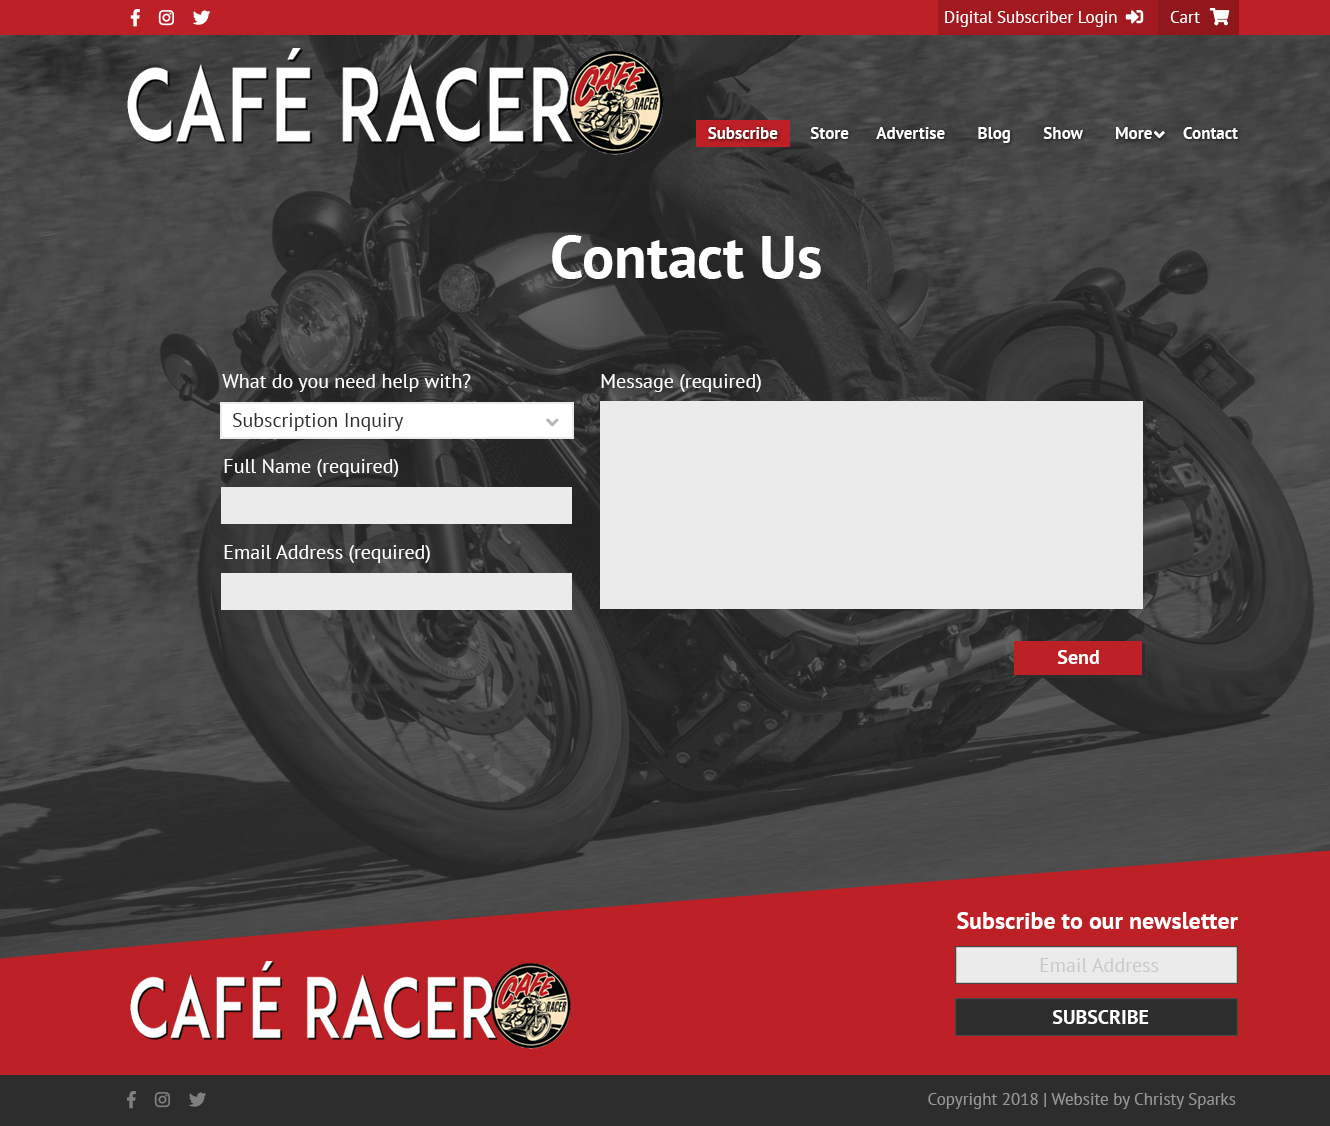 Digital Subscriber Login
Cart
CAFÉ RACER
CAFE
RACER
Subscribe
Store
Advertise
Blog
Show
More
Contact
Contact Us
What do you need help with?
Subscription Inquiry
Full Name (required)
Email Address (required)
Message (required)
Send
Subscribe to our newsletter
Email Address
SUBSCRIBE
CAFÉ RACER
CAFE
RACER
Copyright 2018 | Website by Christy Sparks